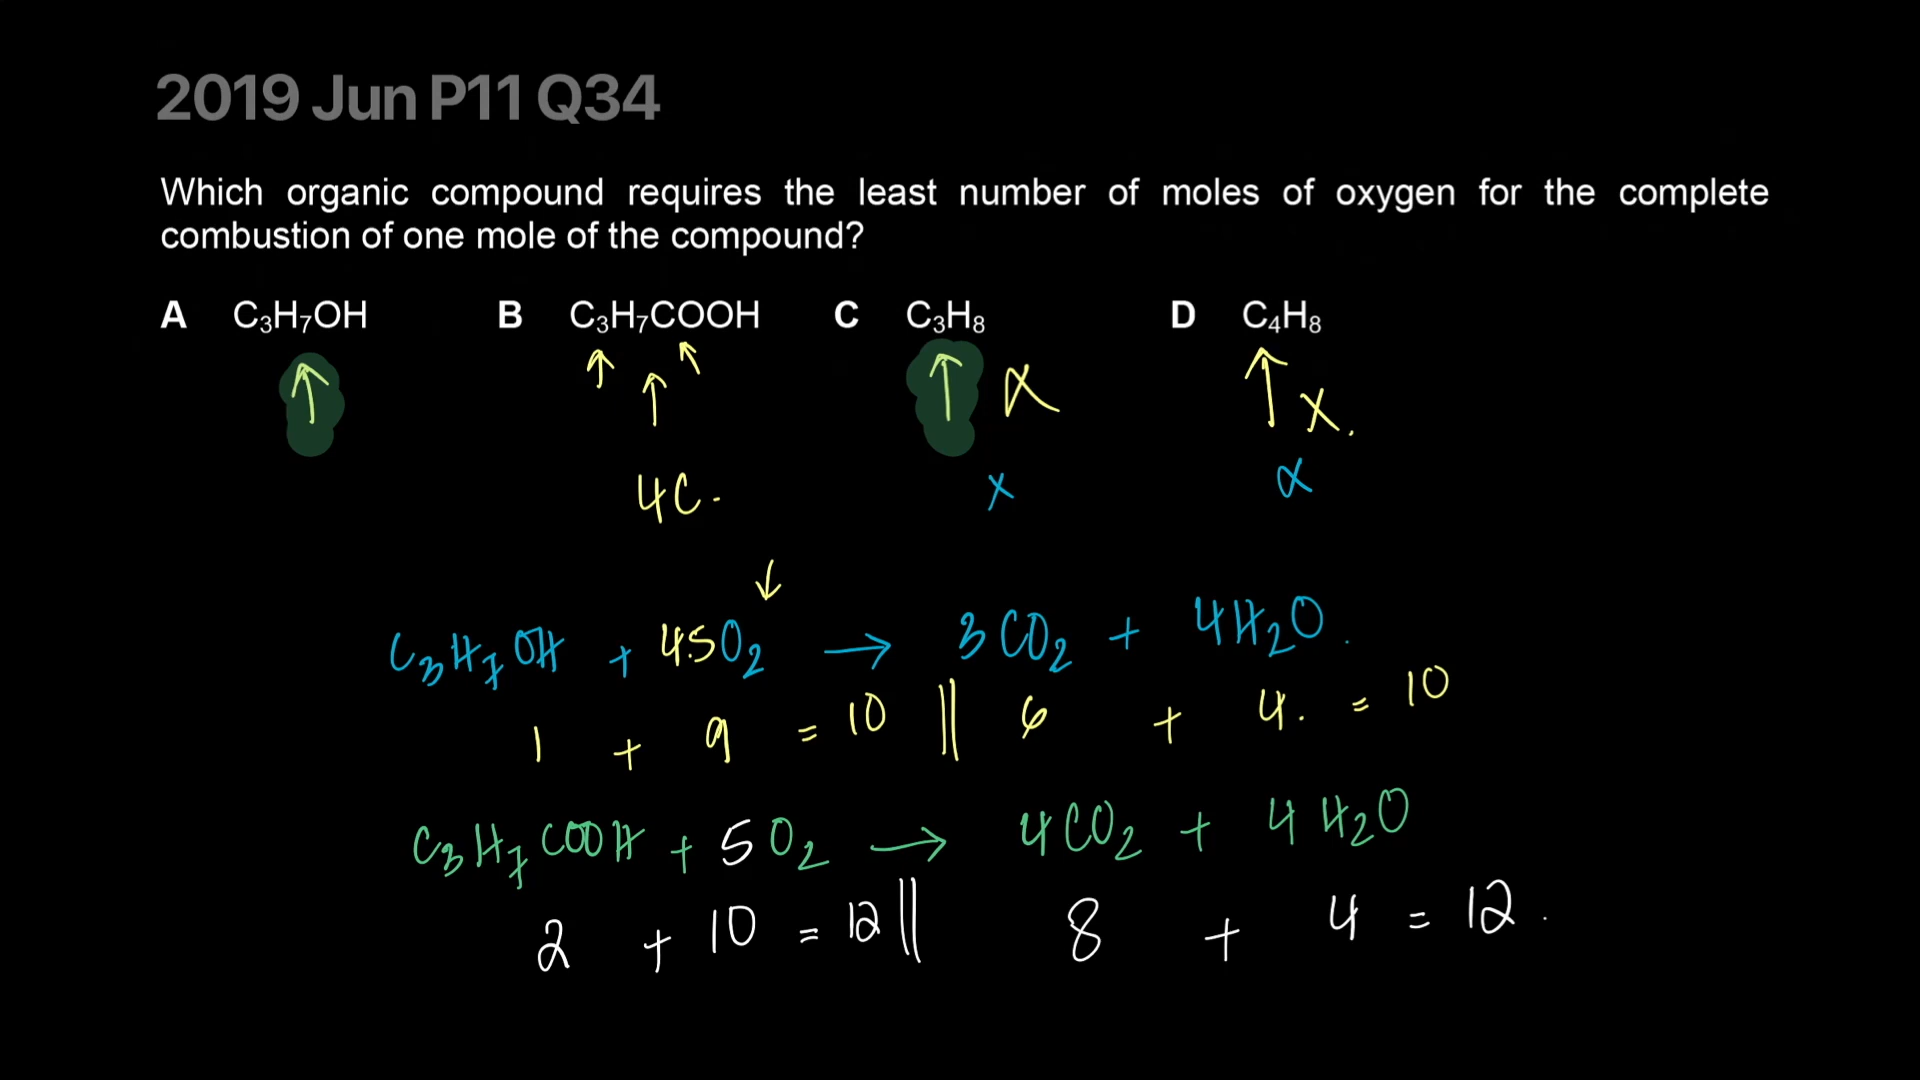 2019 Jun P11 Q34
Which organic compound requires the least number of moles of oxygen for the complete
combustion of one mole of the compound?
A C₃H₇OH B C₃H₇COOH C C₃H₈ D C₄H₈
↑ ↑ ↑ ↑ ↑ x ↑ x.
4C. x x
↓
C₃H₇OH + 4.5O₂ → 3CO₂ + 4H₂O.
1 + 9 = 10 || 6 + 4. = 10
C₃H₇COOH + 5O₂ → 4CO₂ + 4H₂O
2 + 10 = 12 || 8 + 4 = 12.